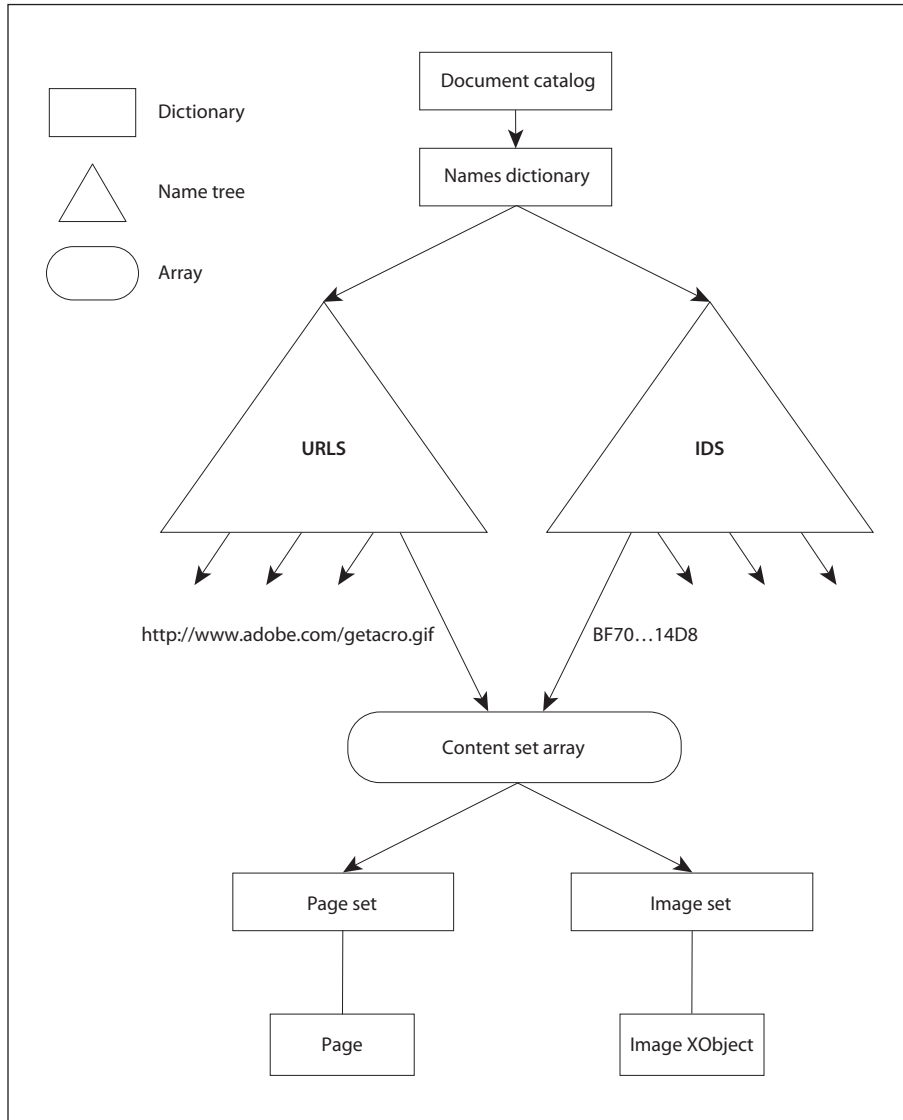 Document catalog
Dictionary
Names dictionary
Name tree
Array
URLS
IDS
http://www.adobe.com/getacro.gif
BF70…14D8
Content set array
Page set
Image set
Page
Image XObject